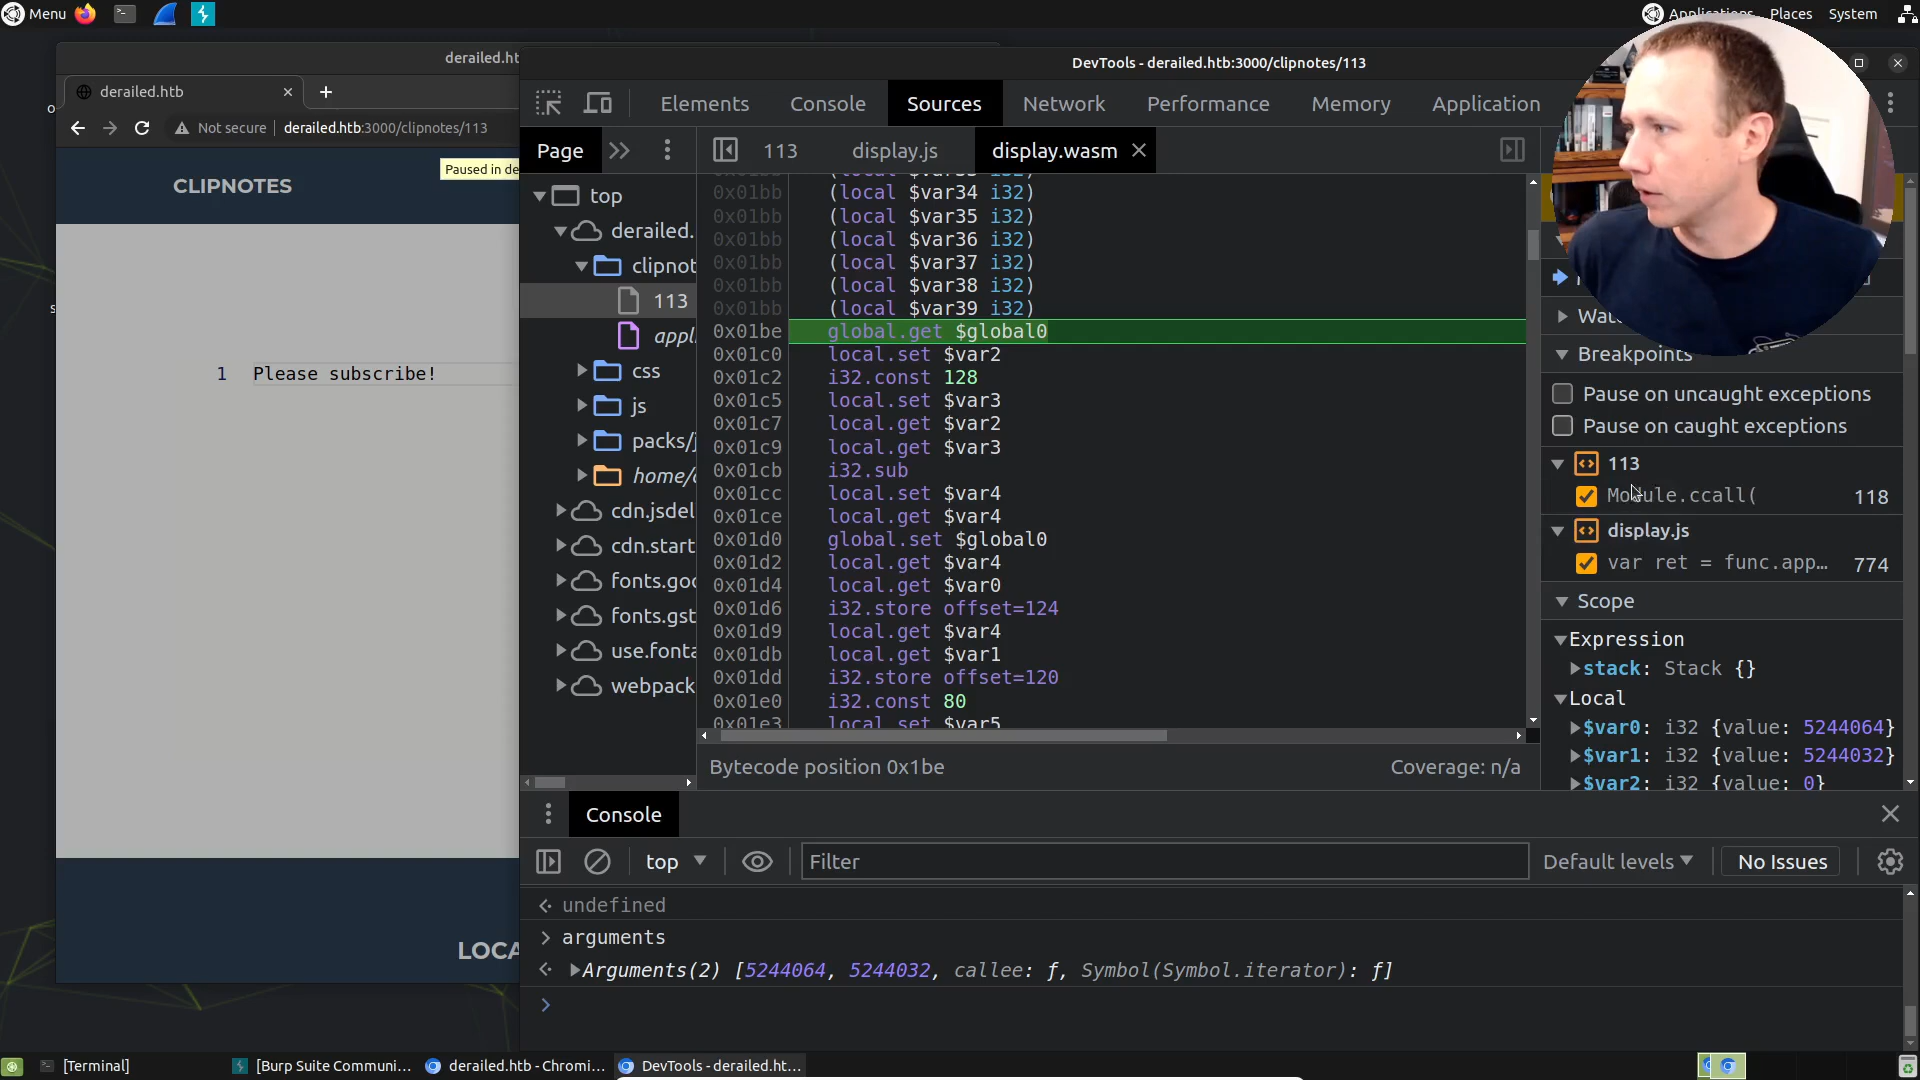 Menu
Applications Places System
derailed.htb
DevTools - derailed.htb:3000/clipnotes/113
derailed.htb
Elements Console Sources Network Performance Memory Application
Not secure derailed.htb:3000/clipnotes/113
Page 113 display.js display.wasm
Paused in de
CLIPNOTES
1 Please subscribe!
LOCA
top
derailed.
clipnot
113
appl
css
js
packs/j
home/
cdn.jsdel
cdn.start
fonts.goo
fonts.gst
use.fonta
webpack
0x01bb (local $var34 i32)
0x01bb (local $var35 i32)
0x01bb (local $var36 i32)
0x01bb (local $var37 i32)
0x01bb (local $var38 i32)
0x01bb (local $var39 i32)
0x01be global.get $global0
0x01c0 local.set $var2
0x01c2 i32.const 128
0x01c5 local.set $var3
0x01c7 local.get $var2
0x01c9 local.get $var3
0x01cb i32.sub
0x01cc local.set $var4
0x01ce local.get $var4
0x01d0 global.set $global0
0x01d2 local.get $var4
0x01d4 local.get $var0
0x01d6 i32.store offset=124
0x01d9 local.get $var4
0x01db local.get $var1
0x01dd i32.store offset=120
0x01e0 i32.const 80
0x01e3 local.set $var5
Bytecode position 0x1be Coverage: n/a
Breakpoints
Pause on uncaught exceptions
Pause on caught exceptions
113
Module.ccall( 118
display.js
var ret = func.app… 774
Scope
Expression
stack: Stack {}
Local
$var0: i32 {value: 5244064}
$var1: i32 {value: 5244032}
$var2: i32 {value: 0}
Console
top Filter Default levels No Issues
undefined
arguments
Arguments(2) [5244064, 5244032, callee: ƒ, Symbol(Symbol.iterator): ƒ]
[Terminal] [Burp Suite Communi… derailed.htb - Chromi… DevTools - derailed.ht…